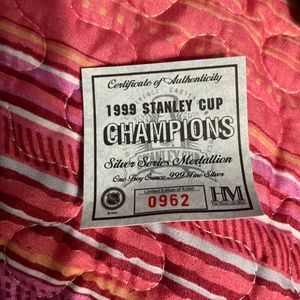 Certificate of Authenticity
1999 STANLEY CUP
CHAMPIONS
Silver Series Medallion
One Troy Ounce .999 Fine Silver
Limited Edition of 5,000
0962
HM